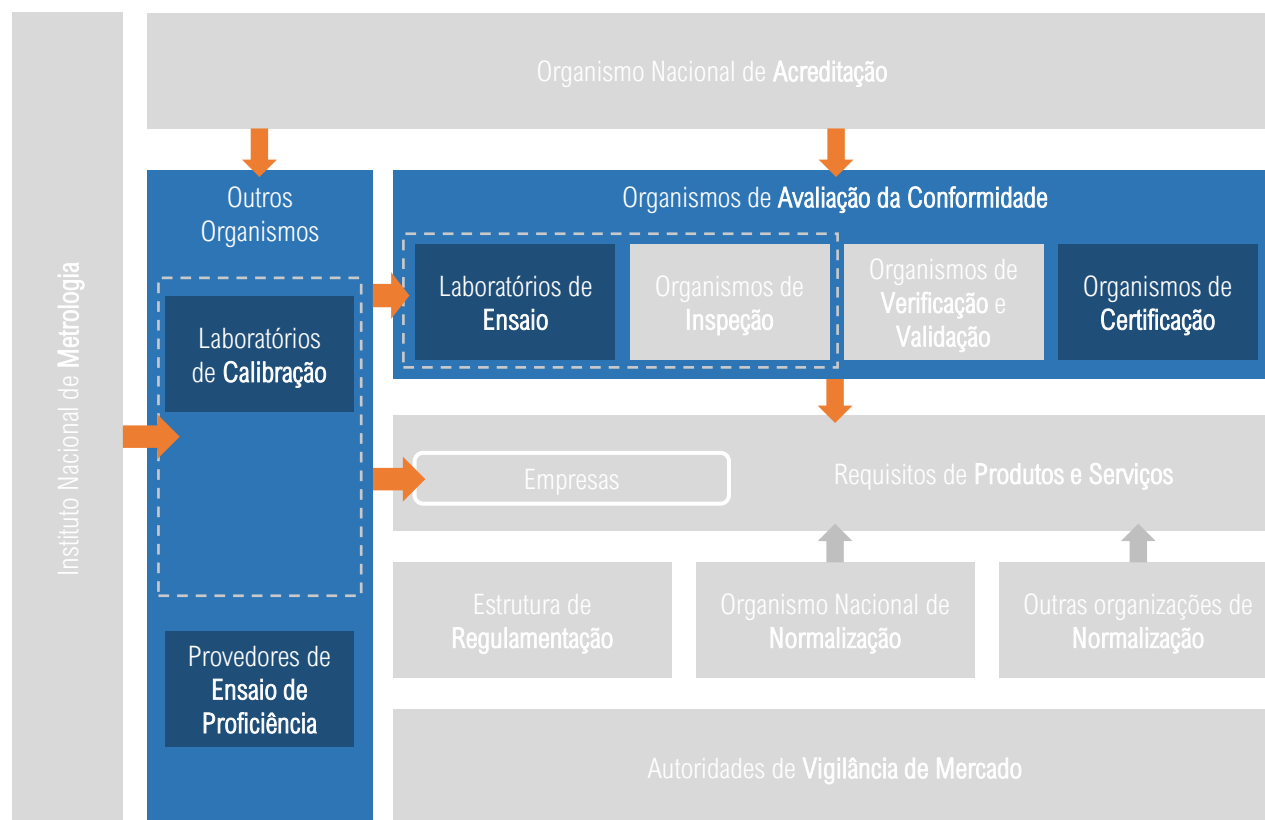 Organismo Nacional de Acreditação
Instituto Nacional de Metrologia
Outros
Organismos
Laboratórios
de Calibração
Provedores de
Ensaio de
Proficiência
Organismos de Avaliação da Conformidade
Laboratórios de
Ensaio
Organismos de
Inspeção
Organismos de
Verificação e
Validação
Organismos de
Certificação
Empresas
Requisitos de Produtos e Serviços
Estrutura de
Regulamentação
Organismo Nacional de
Normalização
Outras organizações de
Normalização
Autoridades de Vigilância de Mercado